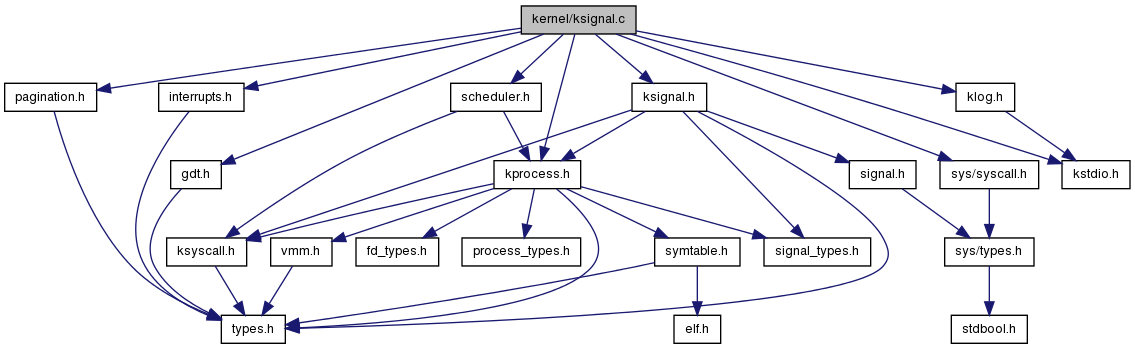 kernel/ksignal.c
pagination.h
interrupts.h
scheduler.h
ksignal.h
klog.h
gdt.h
kprocess.h
signal.h
sys/syscall.h
kstdio.h
ksyscall.h
vmm.h
fd_types.h
process_types.h
symtable.h
signal_types.h
sys/types.h
types.h
elf.h
stdbool.h